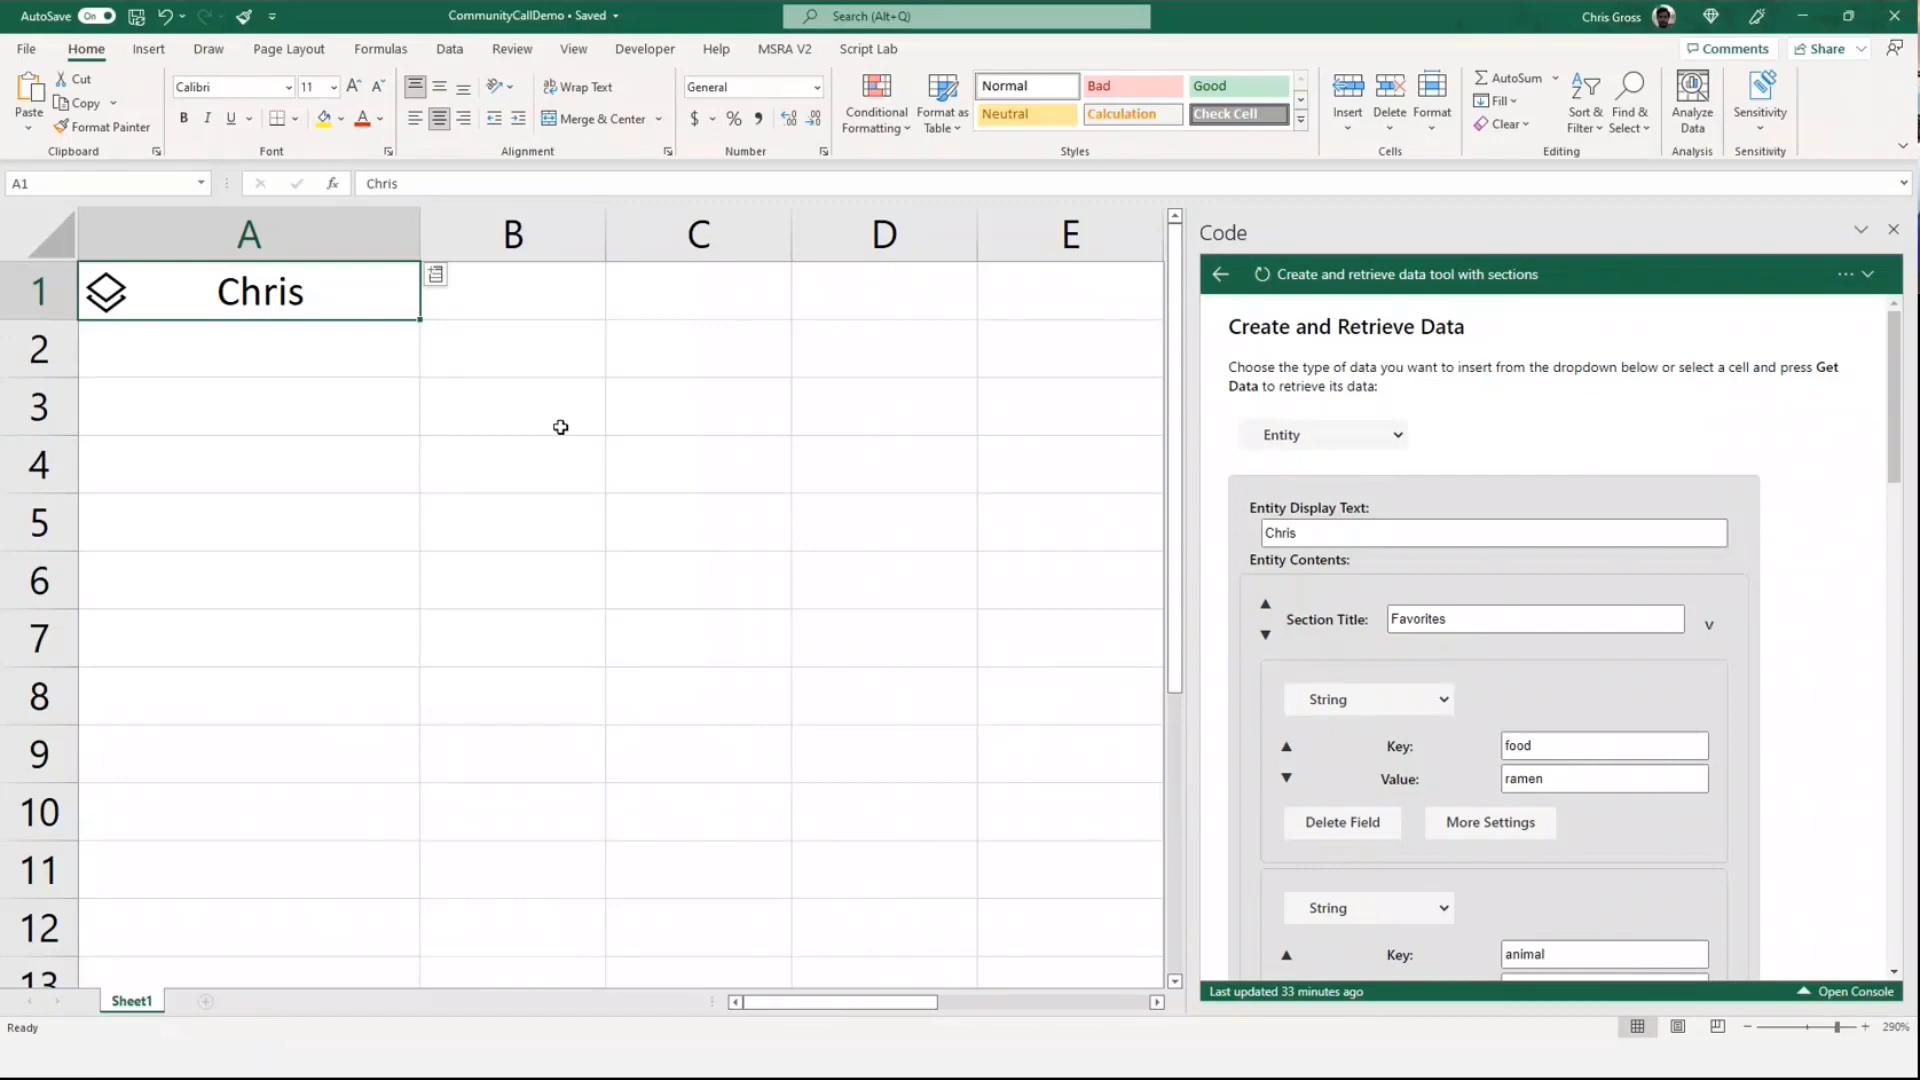 AutoSave On CommunityCallDemo • Saved Search (Alt+Q) Chris Gross
File Home Insert Draw Page Layout Formulas Data Review View Developer Help MSRA V2 Script Lab Comments Share
Paste
Cut
Copy
Format Painter
Clipboard
Calibri 11
B I U
Font
Wrap Text
Merge & Center
Alignment
General
$ % 9
Number
Conditional
Formatting
Format as
Table
Normal Bad Good
Neutral Calculation Check Cell
Styles
Insert Delete Format
Cells
AutoSum
Fill
Clear
Sort &
Filter
Find &
Select
Editing
Analyze
Data
Analysis
Sensitivity
Sensitivity
A1 fx Chris
A B C D E
1 Chris
2
3
4
5
6
7
8
9
10
11
12
13
Sheet1
Ready
Code
Create and retrieve data tool with sections
Create and Retrieve Data
Choose the type of data you want to insert from the dropdown below or select a cell and press Get
Data to retrieve its data:
Entity
Entity Display Text:
Chris
Entity Contents:
Section Title: Favorites v
String
Key: food
Value: ramen
Delete Field More Settings
String
Key: animal
Last updated 33 minutes ago Open Console
290%